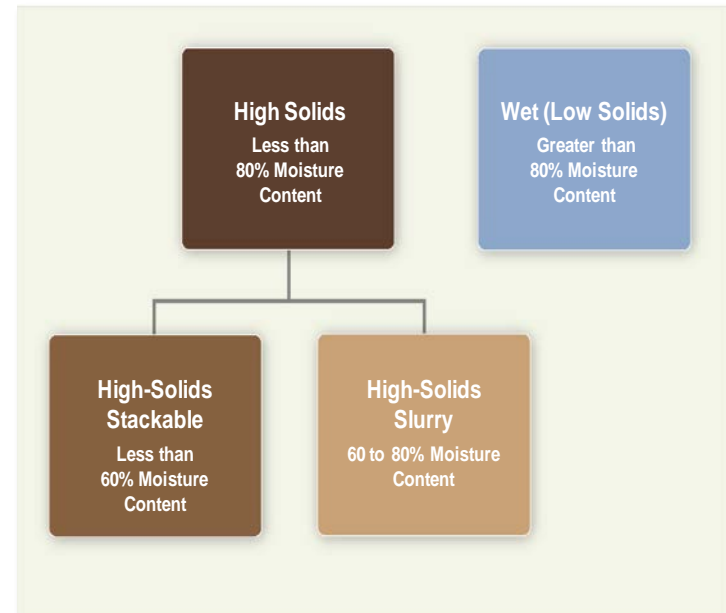 High Solids
Less than
80% Moisture
Content
Wet (Low Solids)
Greater than
80% Moisture
Content
High-Solids
Stackable
Less than
60% Moisture
Content
High-Solids
Slurry
60 to 80% Moisture
Content